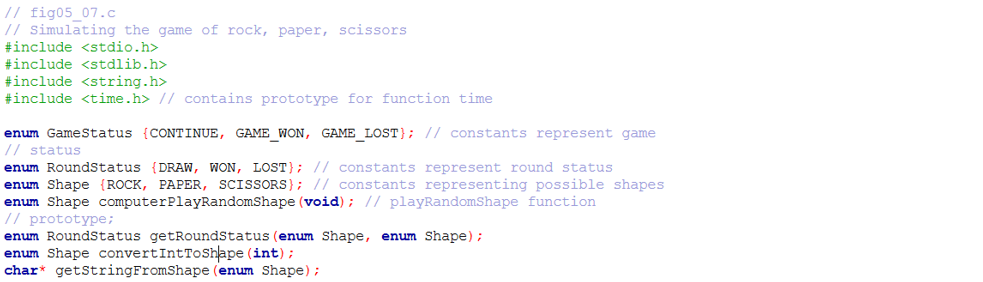 // fig05_07.c
// Simulating the game of rock, paper, scissors
#include <stdio.h>
#include <stdlib.h>
#include <string.h>
#include <time.h> // contains prototype for function time
enum GameStatus {CONTINUE, GAME_WON, GAME_LOST}; // constants represent game
// status
enum RoundStatus {DRAW, WON, LOST}; // constants represent round status
enum Shape {ROCK, PAPER, SCISSORS}; // constants representing possible shapes
enum Shape computerPlayRandomShape(void); // playRandomShape function
// prototype;
enum RoundStatus getRoundStatus(enum Shape, enum Shape);
enum Shape convertIntToShape(int);
char* getStringFromShape(enum Shape);